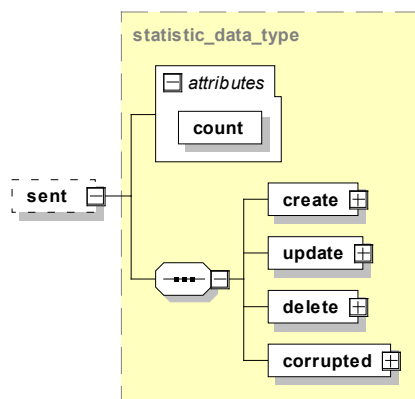 statistic_data_type
attributes
count
sent
create
update
delete
corrupted